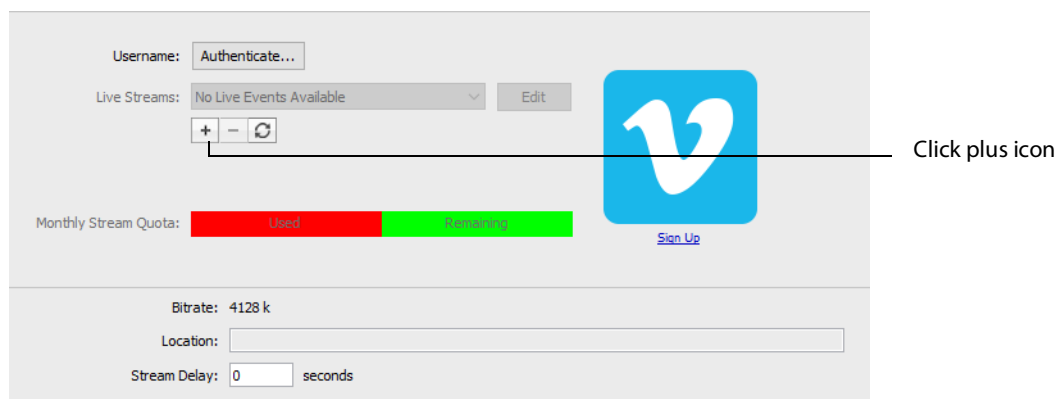 Username: Authenticate...
Live Streams: No Live Events Available Edit
Click plus icon
Monthly Stream Quota: Used Remaining
Sign Up
Bitrate: 4128 k
Location:
Stream Delay: 0 seconds